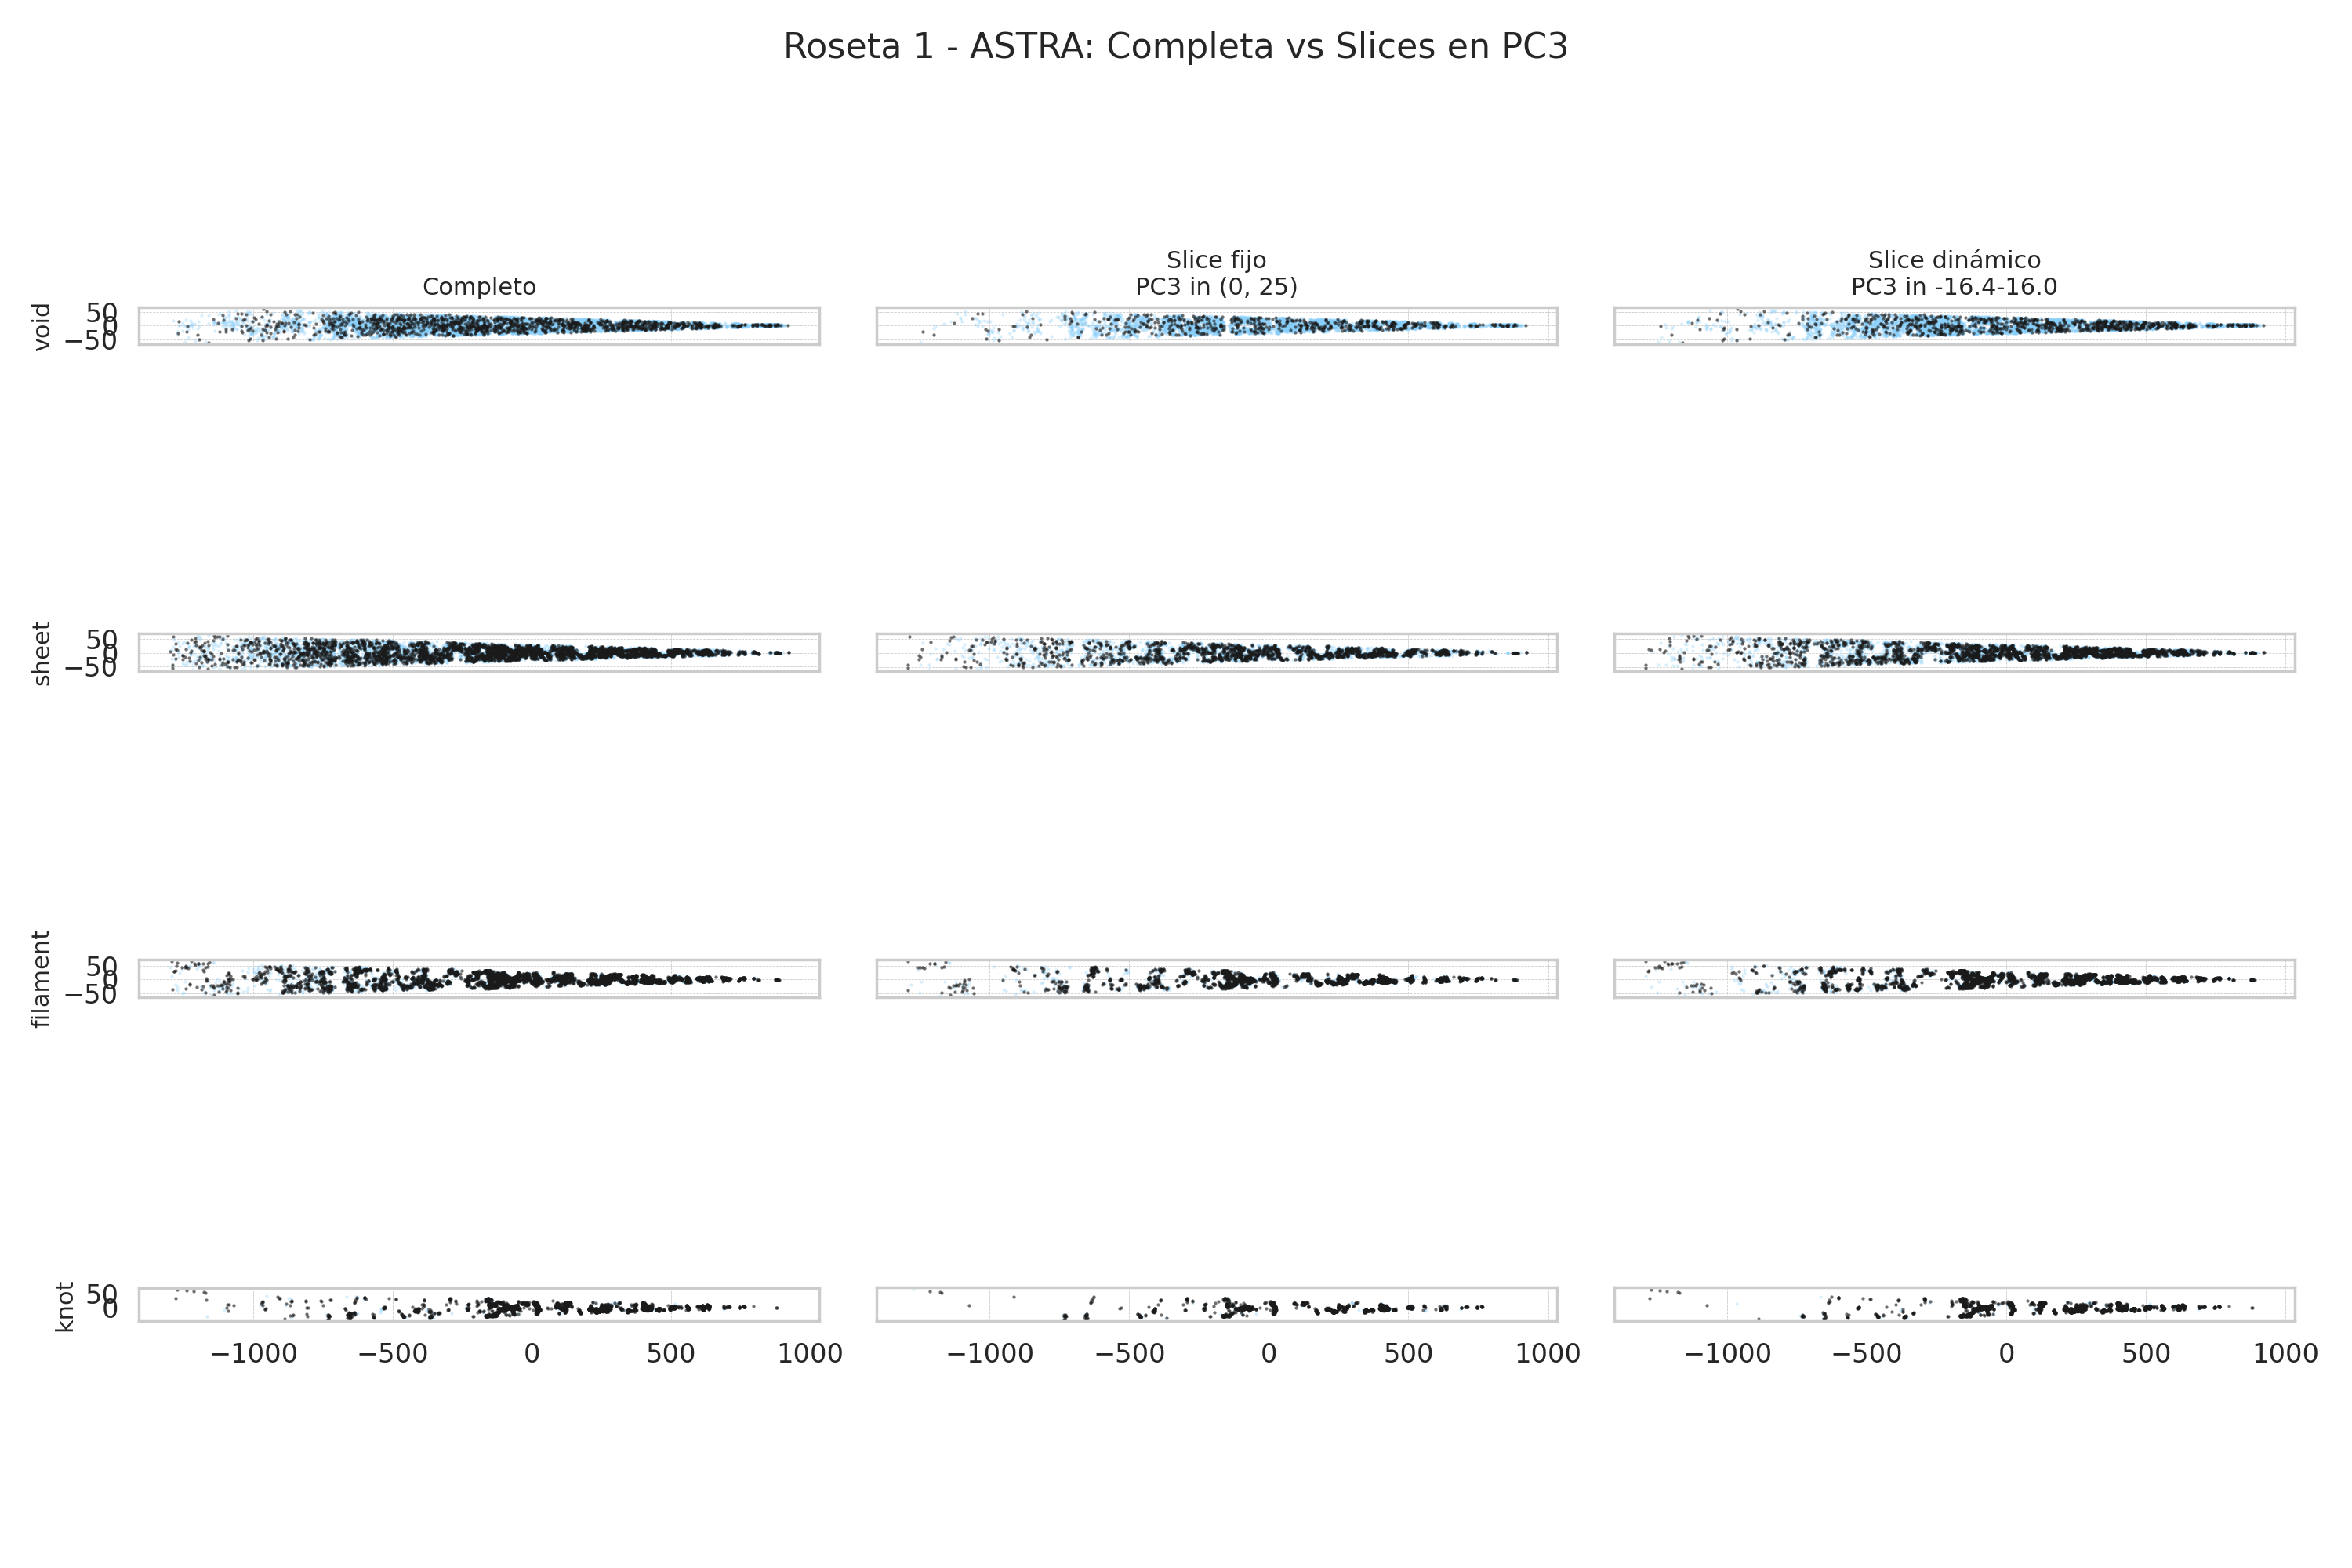 Roseta 1 - ASTRA: Completa vs Slices en PC3
Completo
Slice fijo
PC3 in (0, 25)
Slice dinámico
PC3 in -16.4-16.0
void
50
0
−50
sheet
50
0
−50
filament
50
0
−50
knot
50
0
−1000 −500 0 500 1000
−1000 −500 0 500 1000
−1000 −500 0 500 1000